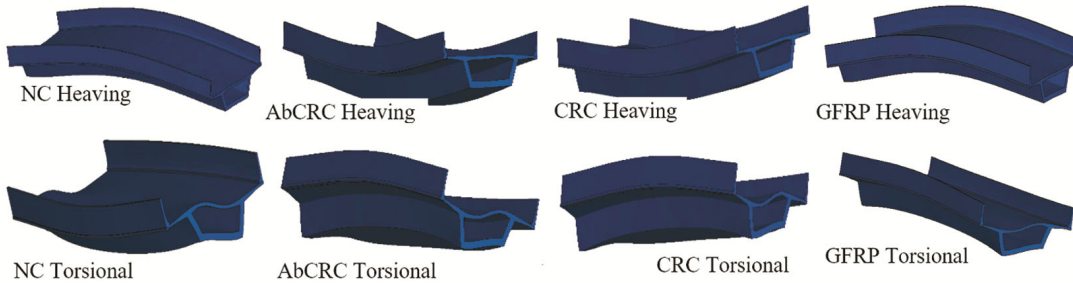 NC Heaving
AbCRC Heaving
CRC Heaving
GFRP Heaving
NC Torsional
AbCRC Torsional
CRC Torsional
GFRP Torsional